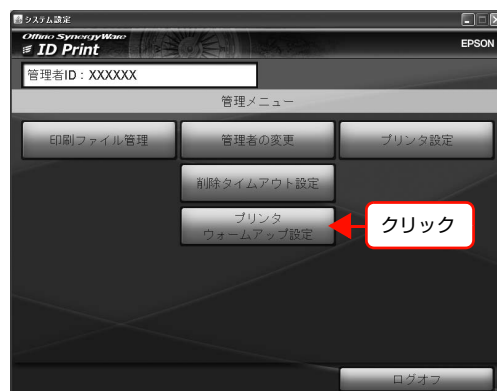 システム設定
Offirio SynergyWare
ID Print
EPSON
管理者ID：XXXXXX
管理メニュー
印刷ファイル管理
管理者の変更
プリンタ設定
削除タイムアウト設定
プリンタ
ウォームアップ設定
クリック
ログオフ